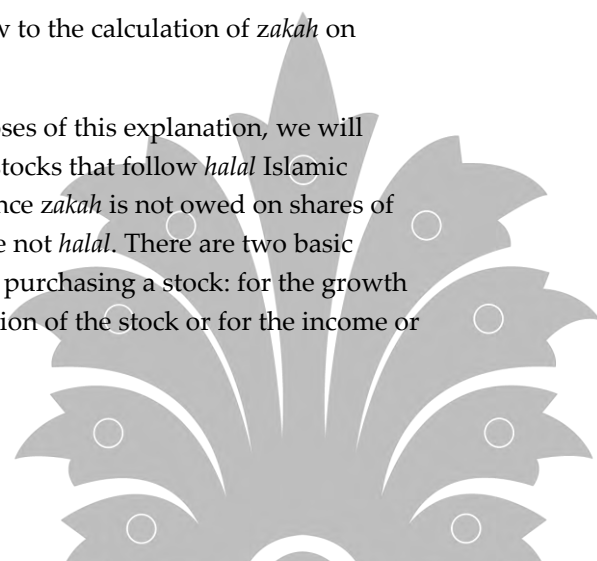 w to the calculation of zakah on
ses of this explanation, we will
stocks that follow halal Islamic
nce zakah is not owed on shares of
e not halal. There are two basic
purchasing a stock: for the growth
ion of the stock or for the income or